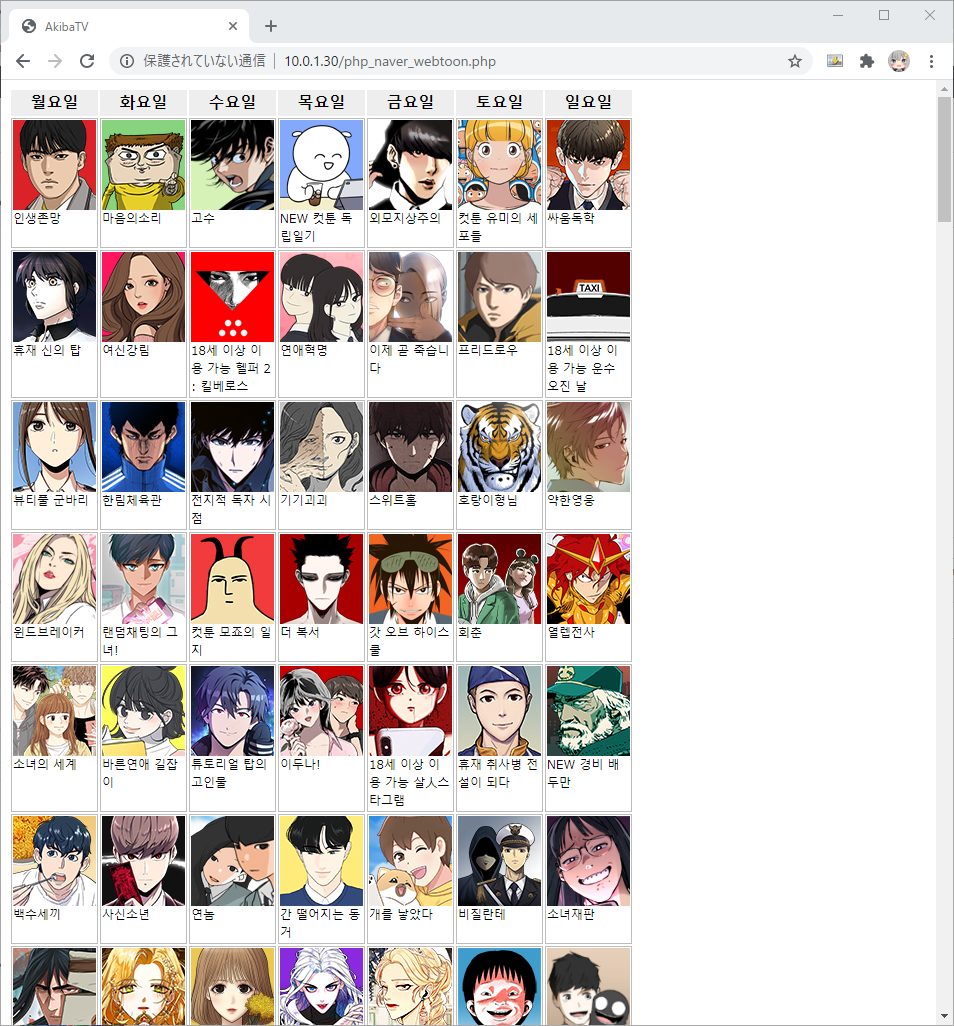 AkibaTV
保護されていない通信 | 10.0.1.30/php_naver_webtoon.php
월요일 화요일 수요일 목요일 금요일 토요일 일요일
인생존망
마음의소리
고수
NEW 컷툰 독
립일기
외모지상주의
컷툰 유미의 세
포들
싸움독학
TAXI
휴재 신의 탑
여신강림
18세 이상 이
용 가능 헬퍼 2
: 킬베로스
연애혁명
이제 곧 죽습니
다
프리드로우
18세 이상 이
용 가능 운수
오진 날
뷰티풀 군바리
한림체육관
전지적 독자 시
점
기기괴괴
스위트홈
호랑이형님
약한영웅
윈드브레이커
랜덤채팅의 그
녀!
컷툰 모죠의 일
지
더 복서
갓 오브 하이스
쿨
회춘
열렙전사
소녀의 세계
바른연애 길잡
이
튜토리얼 탑의
고인물
이두나!
18세 이상 이
용 가능 살人스
타그램
휴재 취사병 전
설이 되다
NEW 경비 배
두만
백수세끼
사신소년
연놈
간 떨어지는 동
거
개를 낳았다
비질란테
소녀재판